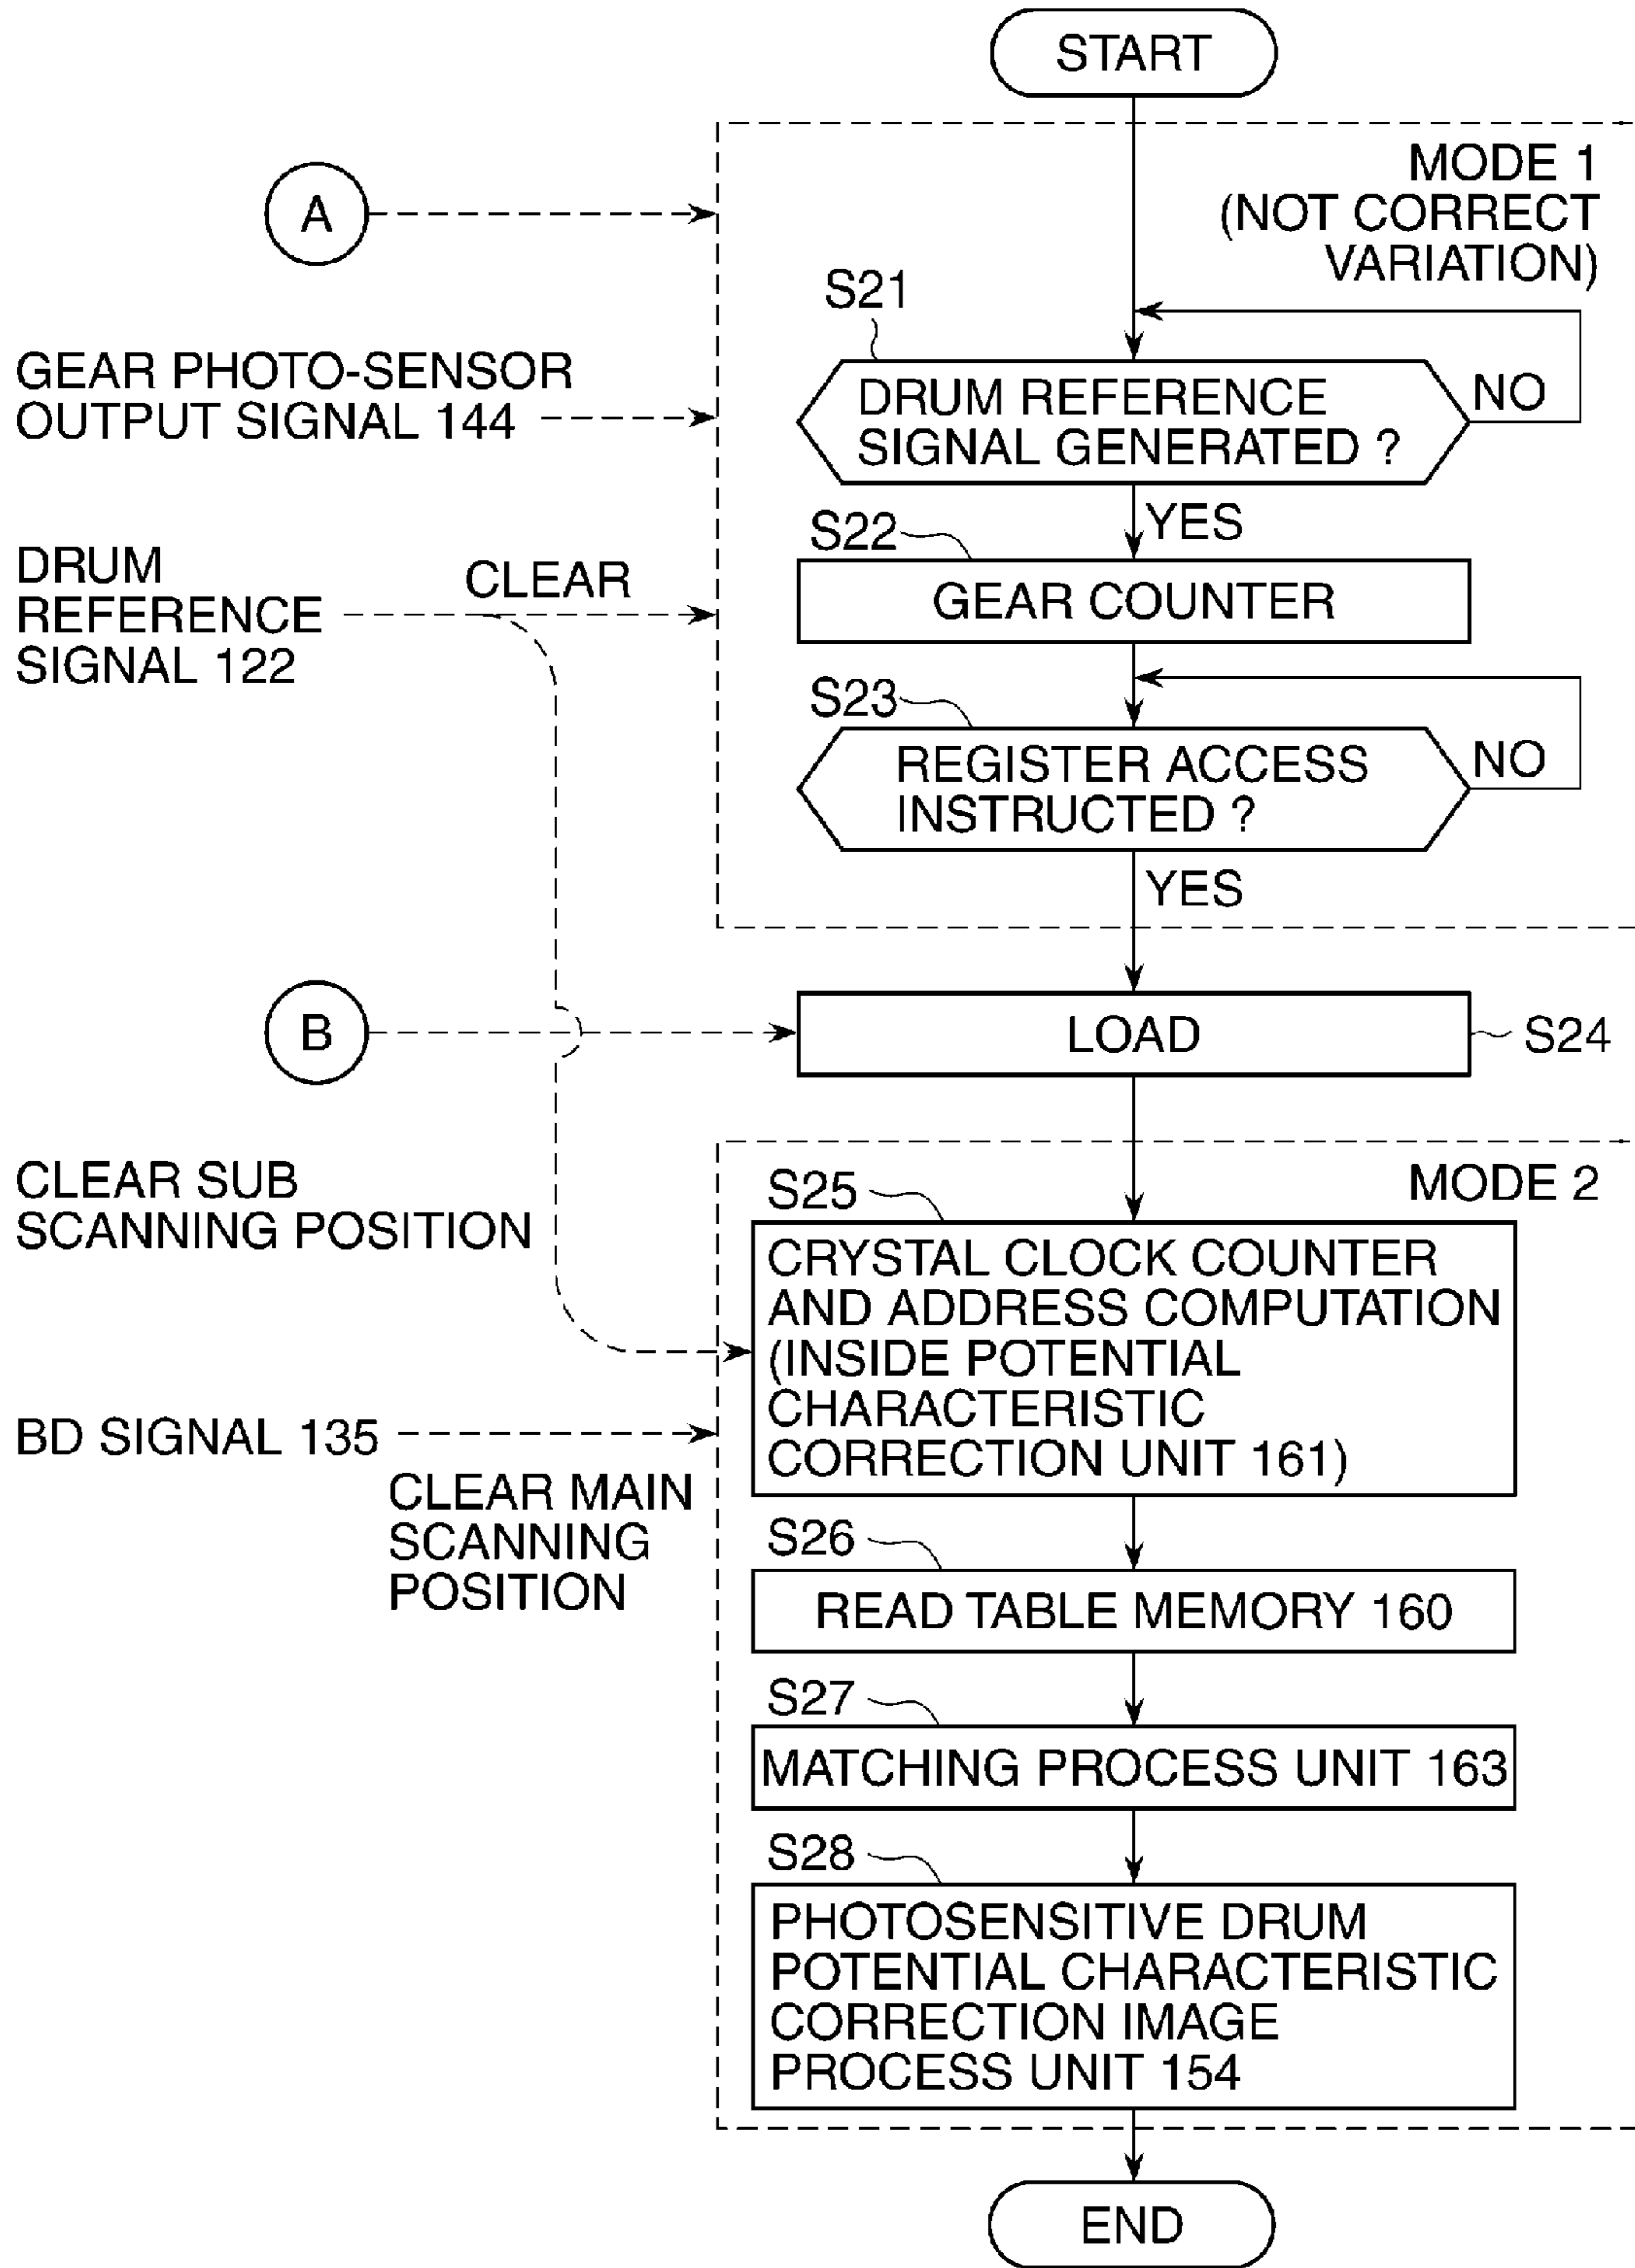 START
MODE 1
(NOT CORRECT
VARIATION)
A
S21
GEAR PHOTO-SENSOR
OUTPUT SIGNAL 144
DRUM REFERENCE
SIGNAL GENERATED ?
NO
YES
S22
DRUM
REFERENCE
SIGNAL 122
CLEAR
GEAR COUNTER
S23
REGISTER ACCESS
INSTRUCTED ?
NO
YES
B
LOAD
S24
MODE 2
CLEAR SUB
SCANNING POSITION
S25
CRYSTAL CLOCK COUNTER
AND ADDRESS COMPUTATION
(INSIDE POTENTIAL
CHARACTERISTIC
CORRECTION UNIT 161)
BD SIGNAL 135
CLEAR MAIN
SCANNING
POSITION
S26
READ TABLE MEMORY 160
S27
MATCHING PROCESS UNIT 163
S28
PHOTOSENSITIVE DRUM
POTENTIAL CHARACTERISTIC
CORRECTION IMAGE
PROCESS UNIT 154
END